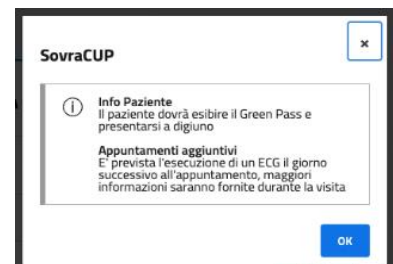 SovraCUP
×
Info Paziente
Il paziente dovrà esibire il Green Pass e
presentarsi a digiuno
Appuntamenti aggiuntivi
E' prevista l'esecuzione di un ECG il giorno
successivo all'appuntamento, maggiori
informazioni saranno fornite durante la visita
OK